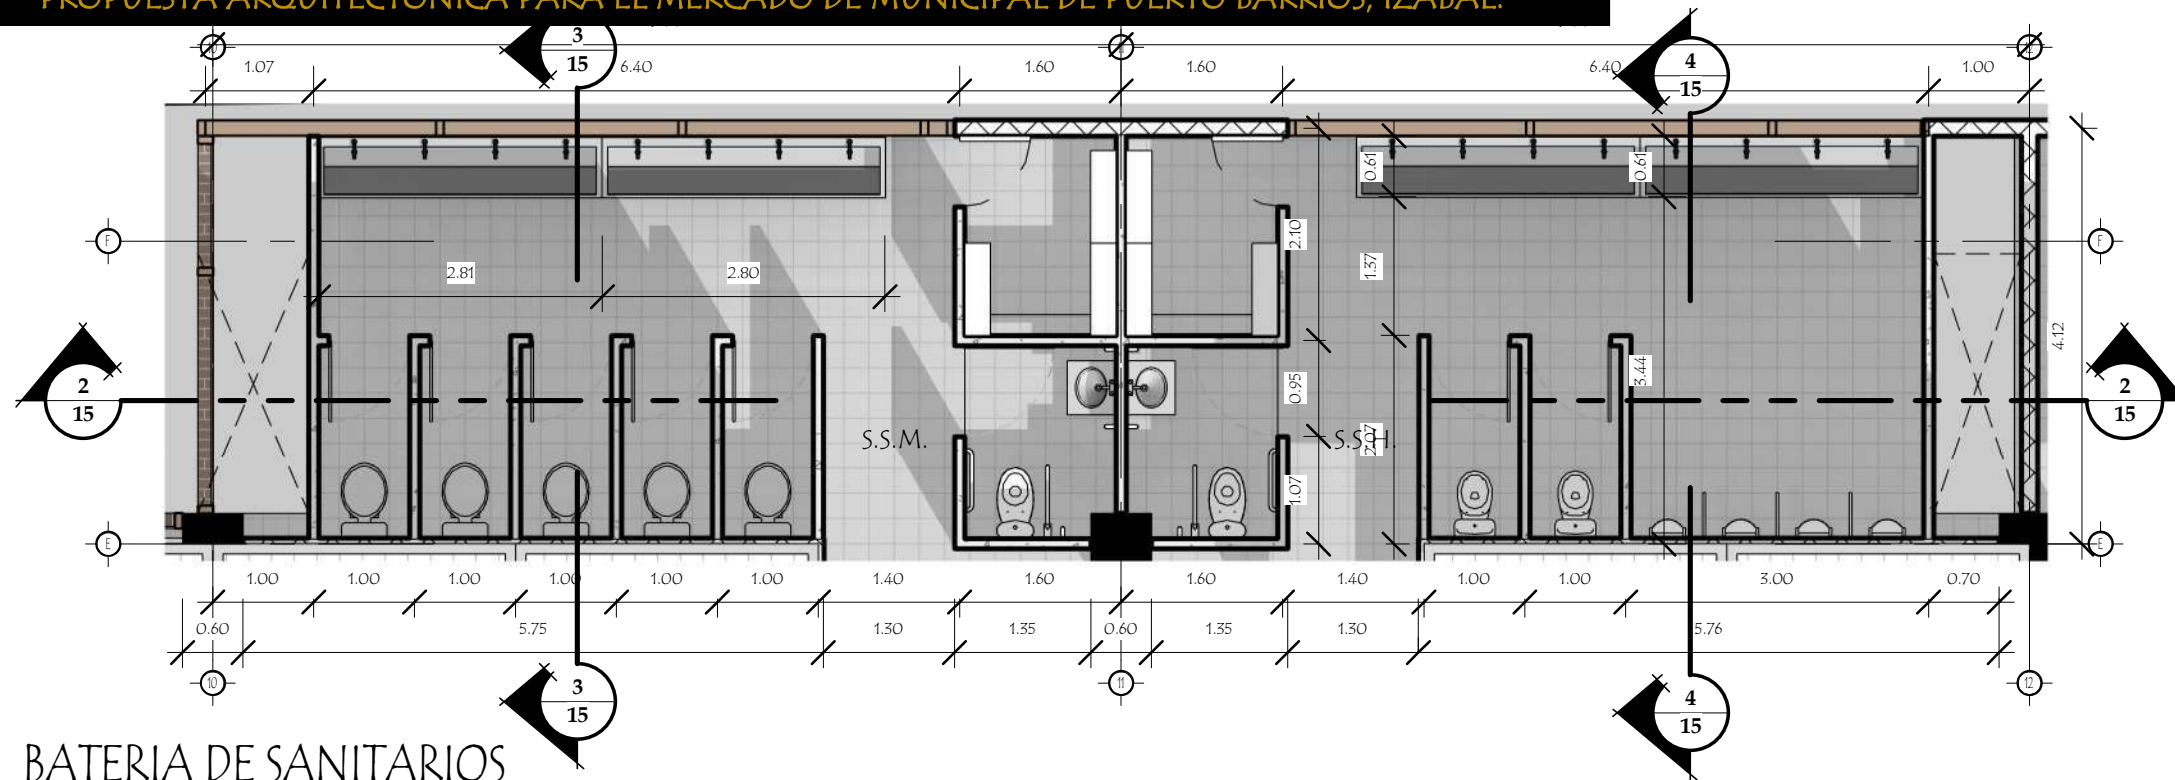 PROPUESTA ARQUITECTÓNICA PARA EL MERCADO DE MUNICIPAL DE PUERTO BARRIOS, IZABAL.
3
15
4
15
1.07 6.40 1.60 1.60 6.40 1.00
0.61 0.61
2.10
F F
1.37
2.81 2.80
4.12
3.44
0.95
2
15
2
15
S.S.M. S.S.H.
2.07
1.07
E E
1.00 1.00 1.00 1.00 1.00 1.00 1.40 1.60 1.60 1.40 1.00 1.00 3.00 0.70
0.60 5.75 1.30 1.35 0.60 1.35 1.30 5.76
10 11 12
3
15
4
15
BATERIA DE SANITARIOS